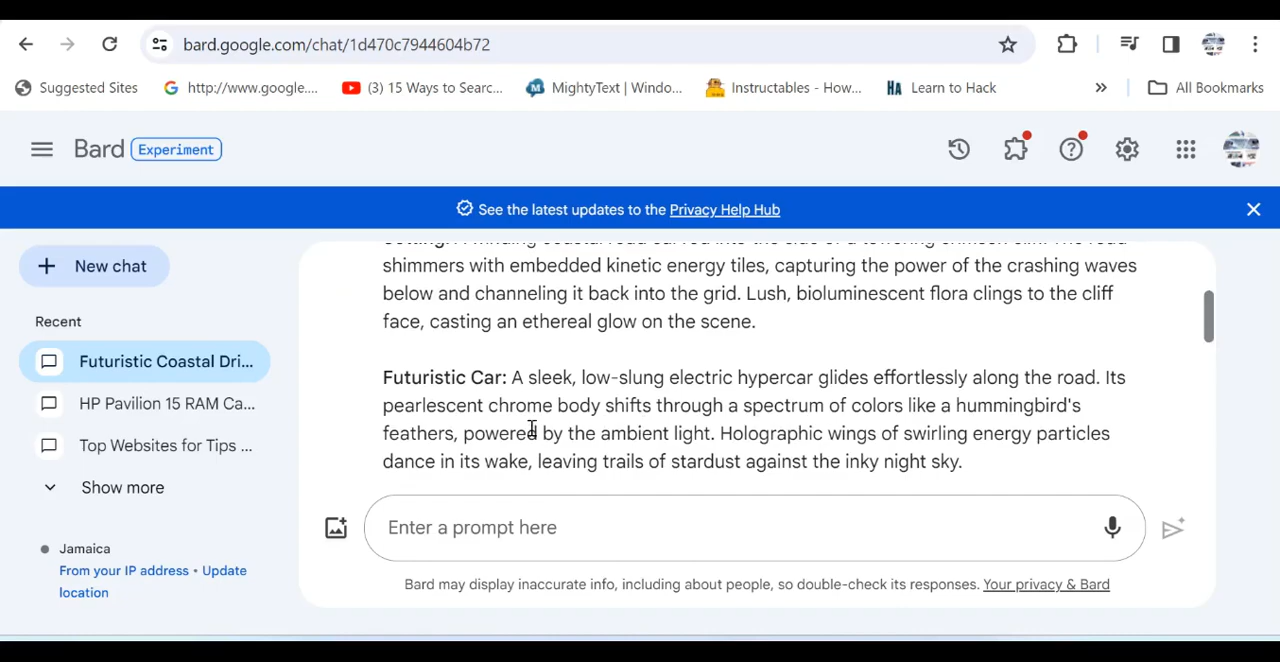 bard.google.com/chat/1d470c7944604b72
Suggested Sites
http://www.google....
(3) 15 Ways to Searc...
MightyText | Windo...
Instructables - How...
HA Learn to Hack
»
All Bookmarks
Bard Experiment
See the latest updates to the Privacy Help Hub
New chat
Recent
Futuristic Coastal Dri...
HP Pavilion 15 RAM Ca...
Top Websites for Tips ...
Show more
Jamaica
From your IP address • Update
location
shimmers with embedded kinetic energy tiles, capturing the power of the crashing waves
below and channeling it back into the grid. Lush, bioluminescent flora clings to the cliff
face, casting an ethereal glow on the scene.
Futuristic Car: A sleek, low-slung electric hypercar glides effortlessly along the road. Its
pearlescent chrome body shifts through a spectrum of colors like a hummingbird's
feathers, powered by the ambient light. Holographic wings of swirling energy particles
dance in its wake, leaving trails of stardust against the inky night sky.
Enter a prompt here
Bard may display inaccurate info, including about people, so double-check its responses. Your privacy & Bard